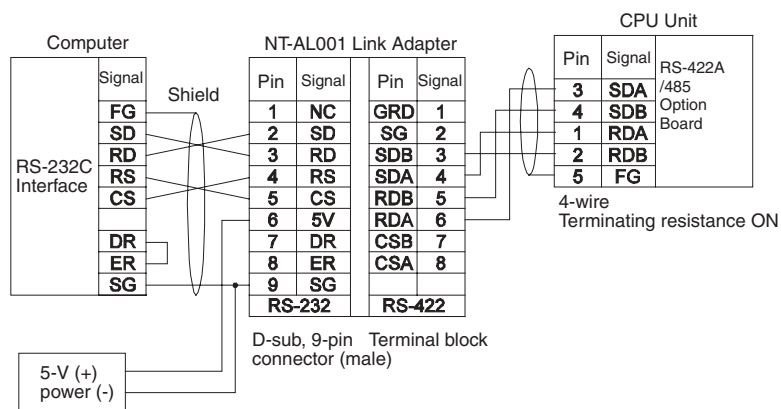 Computer
Signal
FG
SD
RD
RS
CS
DR
ER
SG
RS-232C
Interface
Shield
NT-AL001 Link Adapter
Pin Signal Pin Signal
1 NC GRD 1
2 SD SG 2
3 RD SDB 3
4 RS SDA 4
5 CS RDB 5
6 5V RDA 6
7 DR CSB 7
8 ER CSA 8
9 SG
RS-232 RS-422
D-sub, 9-pin
connector (male)
Terminal block
CPU Unit
Pin Signal
3 SDA
4 SDB
1 RDA
2 RDB
5 FG
RS-422A
/485
Option
Board
4-wire
Terminating resistance ON
5-V (+)
power (-)